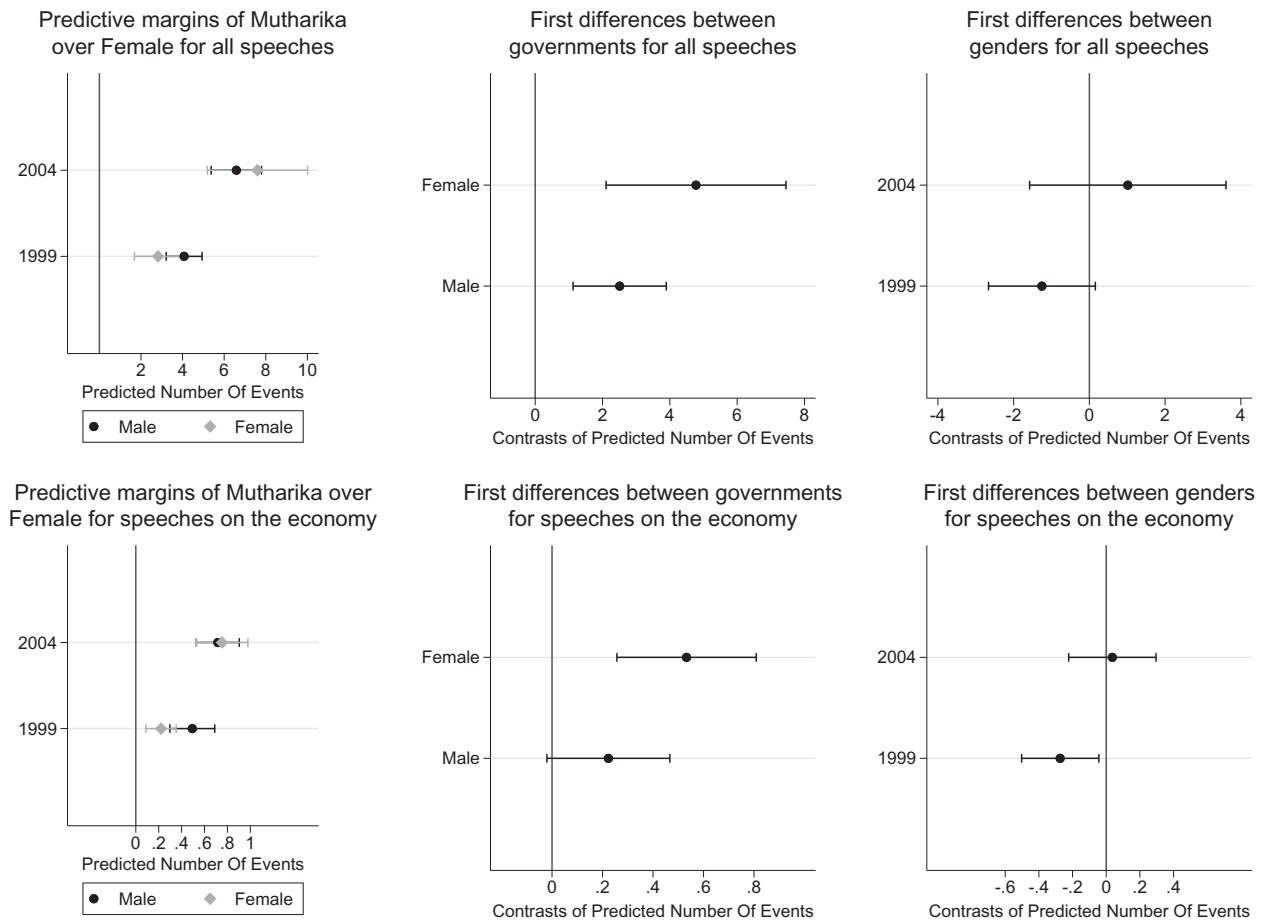 Predictive margins of Mutharika
over Female for all speeches
2004
1999
2 4 6 8 10
Predicted Number Of Events
Male Female
First differences between
governments for all speeches
Female
Male
0 2 4 6 8
Contrasts of Predicted Number Of Events
First differences between
genders for all speeches
2004
1999
-4 -2 0 2 4
Contrasts of Predicted Number Of Events
Predictive margins of Mutharika over
Female for speeches on the economy
2004
1999
0 .2 .4 .6 .8 1
Predicted Number Of Events
Male Female
First differences between governments
for speeches on the economy
Female
Male
0 .2 .4 .6 .8
Contrasts of Predicted Number Of Events
First differences between genders
for speeches on the economy
2004
1999
-.6 -.4 -.2 0 .2 .4
Contrasts of Predicted Number Of Events